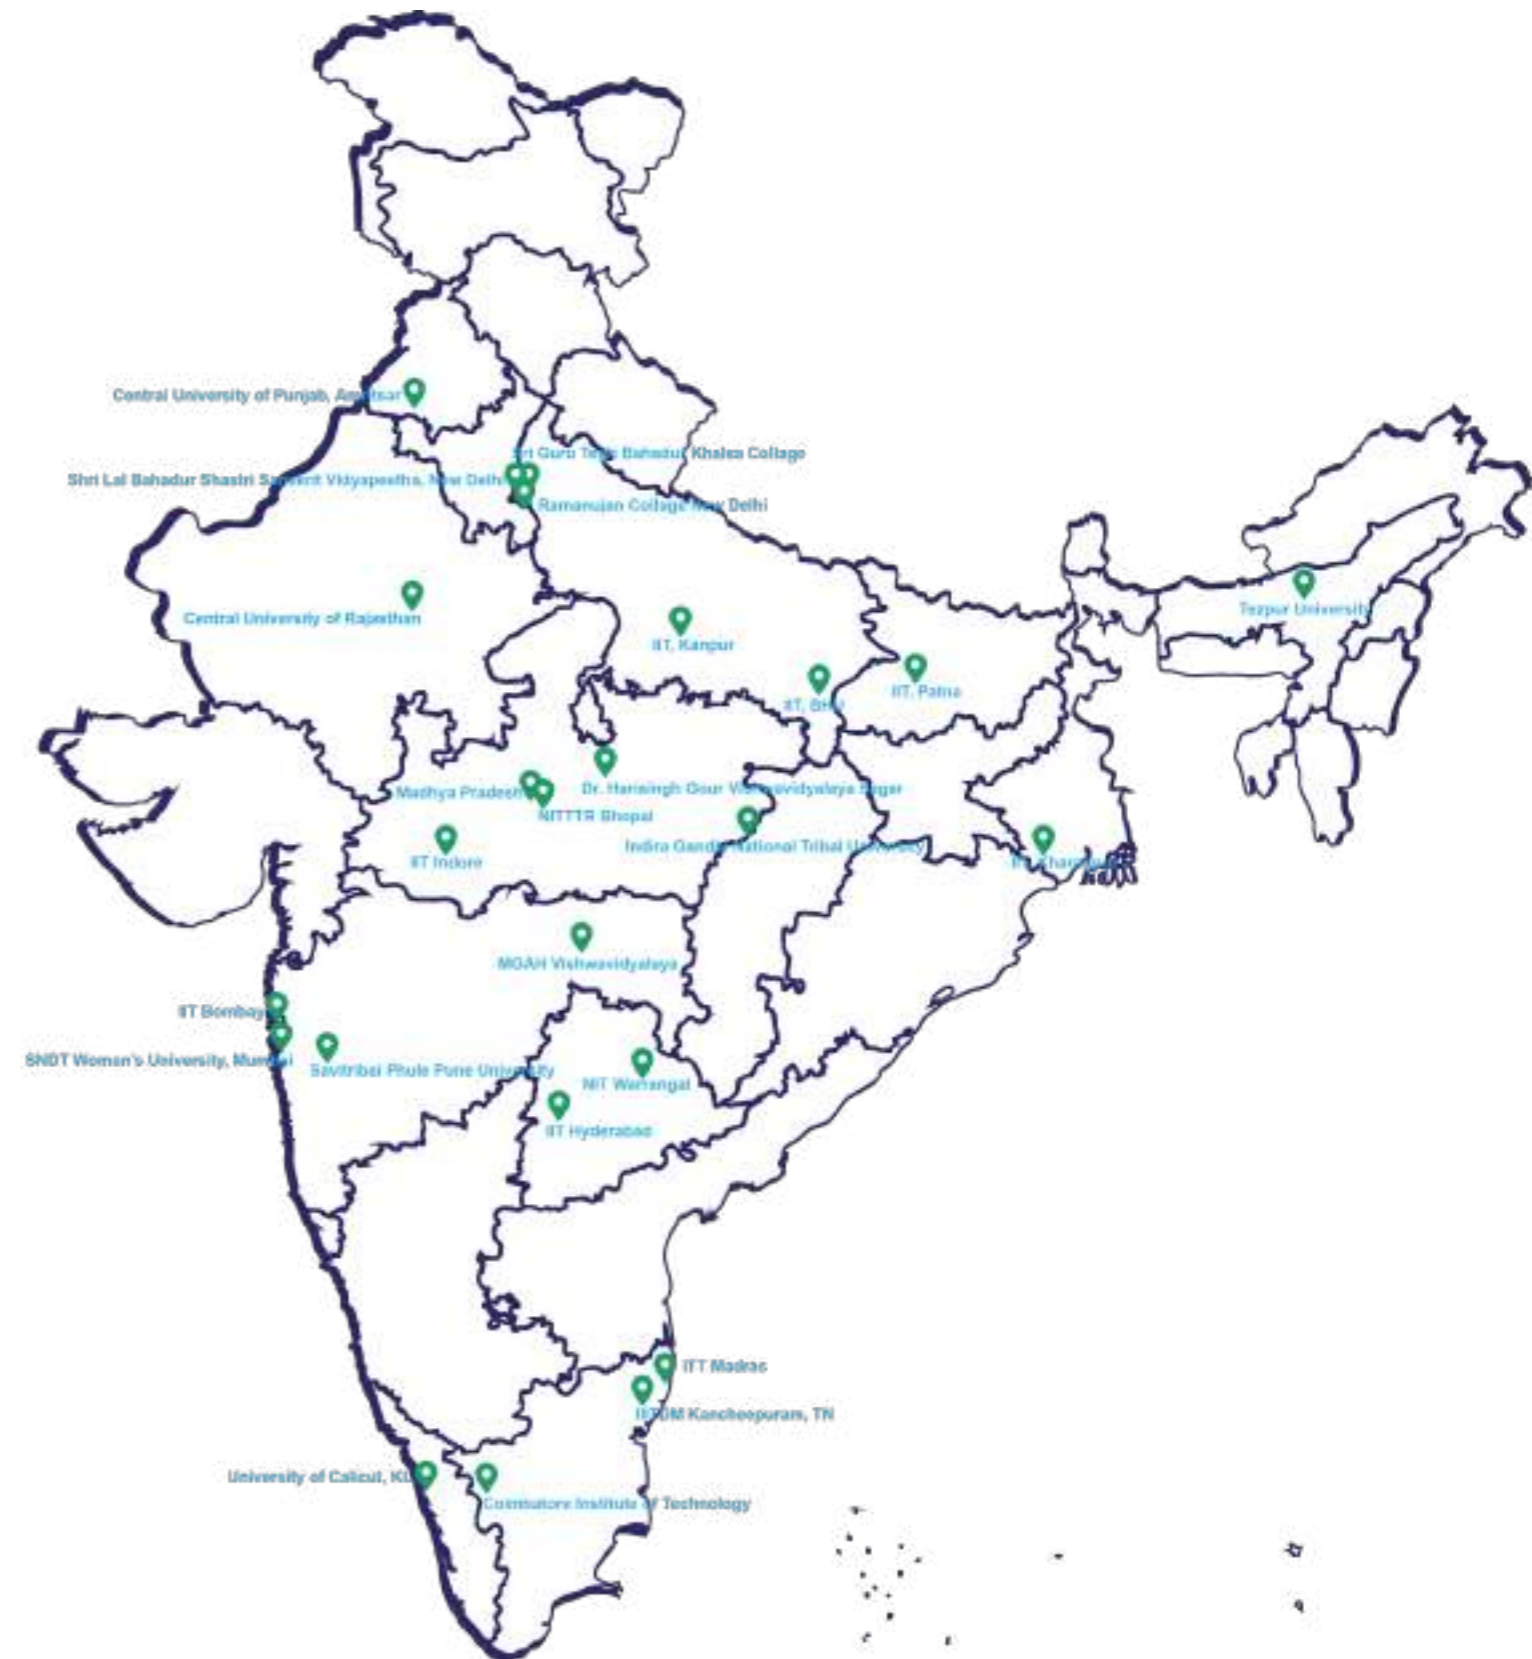 Central University of Punjab, Amritsar
Sri Guru Tegh Bahadur Khalsa Collage
Shri Lal Bahadur Shastri Sanskrit Vidyapeetha, New Delhi
Ramanujan Collage New Delhi
Tezpur University
Central University of Rajasthan
IIT, Kanpur
IIT, Patna
IIT, BHU
Dr. Harisingh Gour Vishwavidyalaya Sagar
Madhya Pradesh
NITTTR Bhopal
Indira Gandhi National Tribal University
IIT Indore
IIT, Kharagpur
MGAH Vishwavidyalaya
IIT Bombay
SNDT Woman's University, Mumbai
Savitribai Phule Pune University
NIT Warrangal
IIT Hyderabad
IIT Madras
IIITDM Kancheepuram, TN
University of Calicut, KL
Coimbatore Institute of Technology